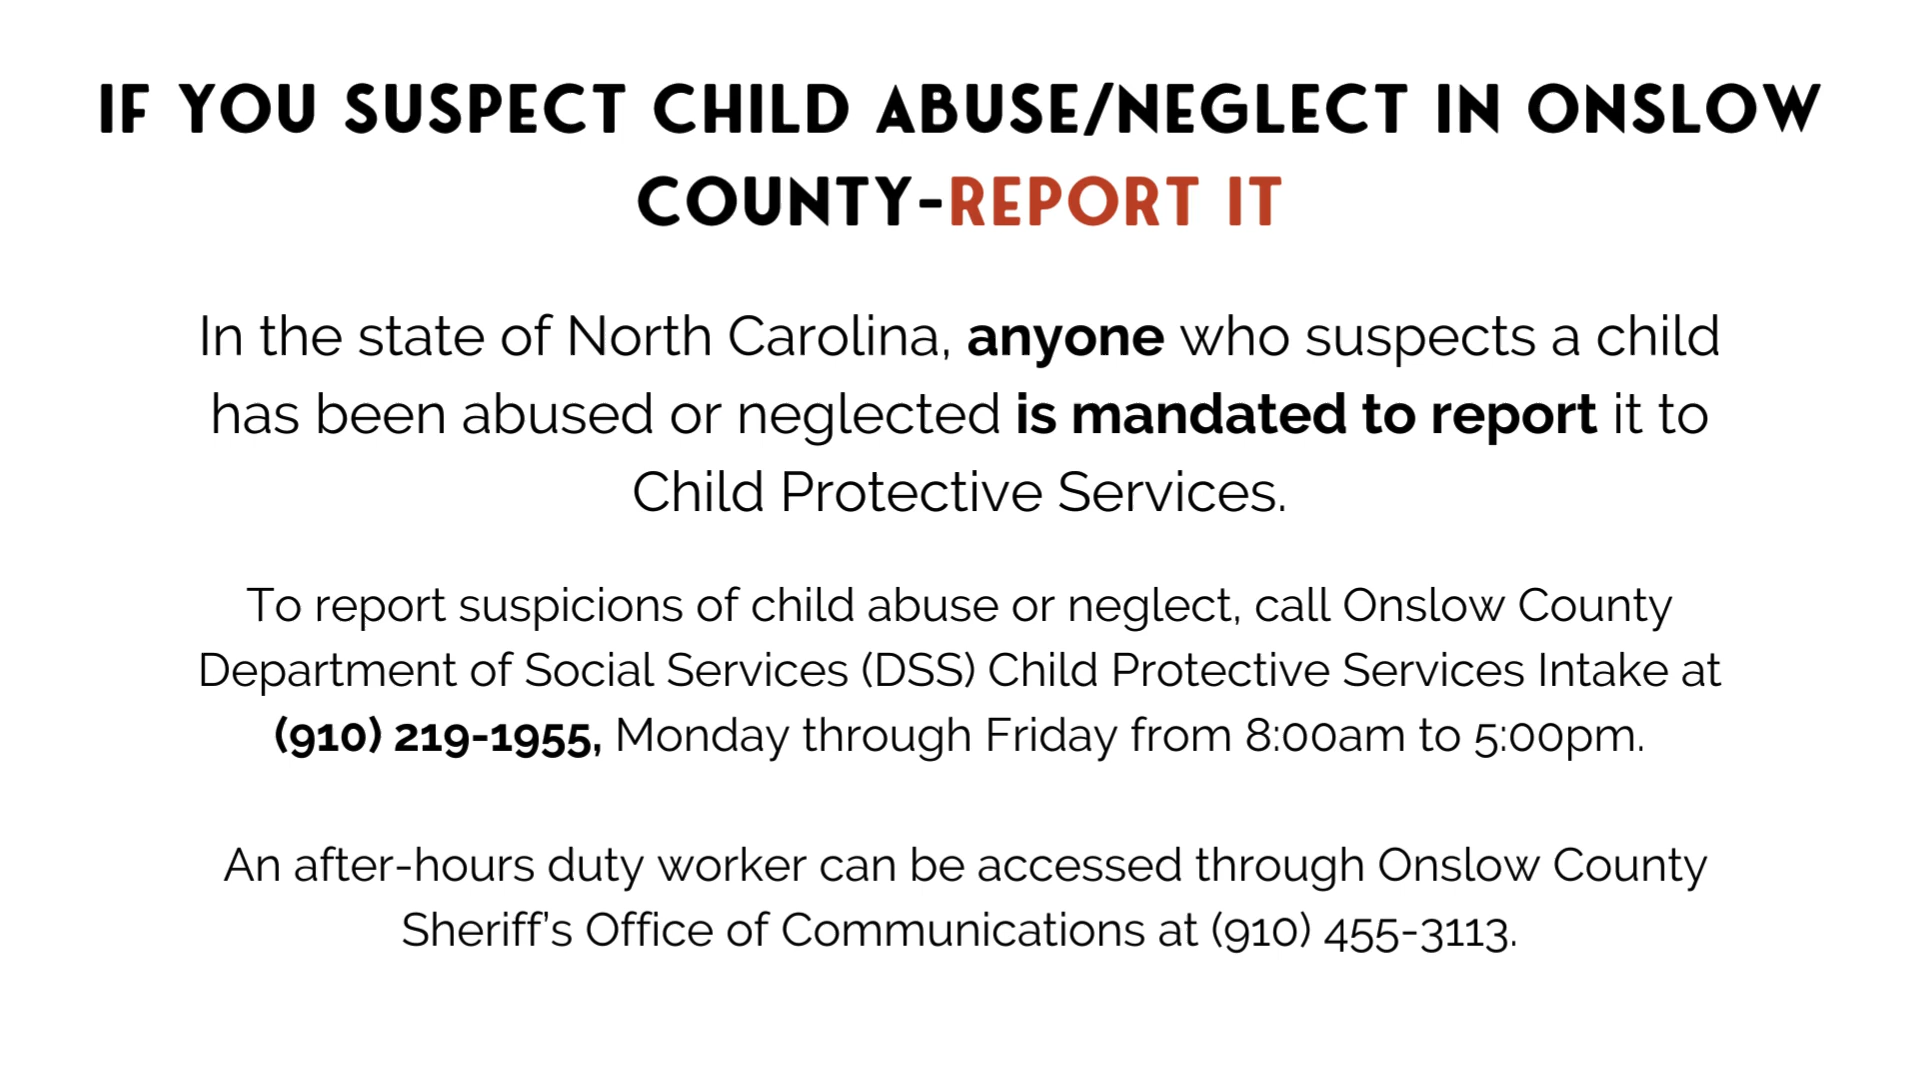 IF YOU SUSPECT CHILD ABUSE/NEGLECT IN ONSLOW
COUNTY-REPORT IT
In the state of North Carolina, anyone who suspects a child
has been abused or neglected is mandated to report it to
Child Protective Services.
To report suspicions of child abuse or neglect, call Onslow County
Department of Social Services (DSS) Child Protective Services Intake at
(910) 219-1955, Monday through Friday from 8:00am to 5:00pm.
An after-hours duty worker can be accessed through Onslow County
Sheriff’s Office of Communications at (910) 455-3113.